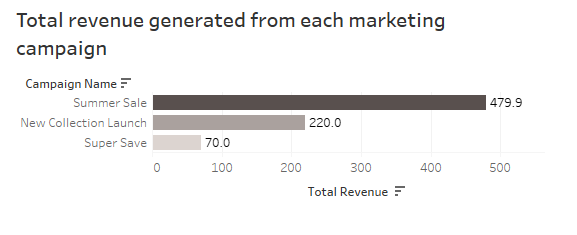 Total revenue generated from each marketing
campaign
Campaign Name
Summer Sale 479.9
New Collection Launch 220.0
Super Save 70.0
0 100 200 300 400 500
Total Revenue